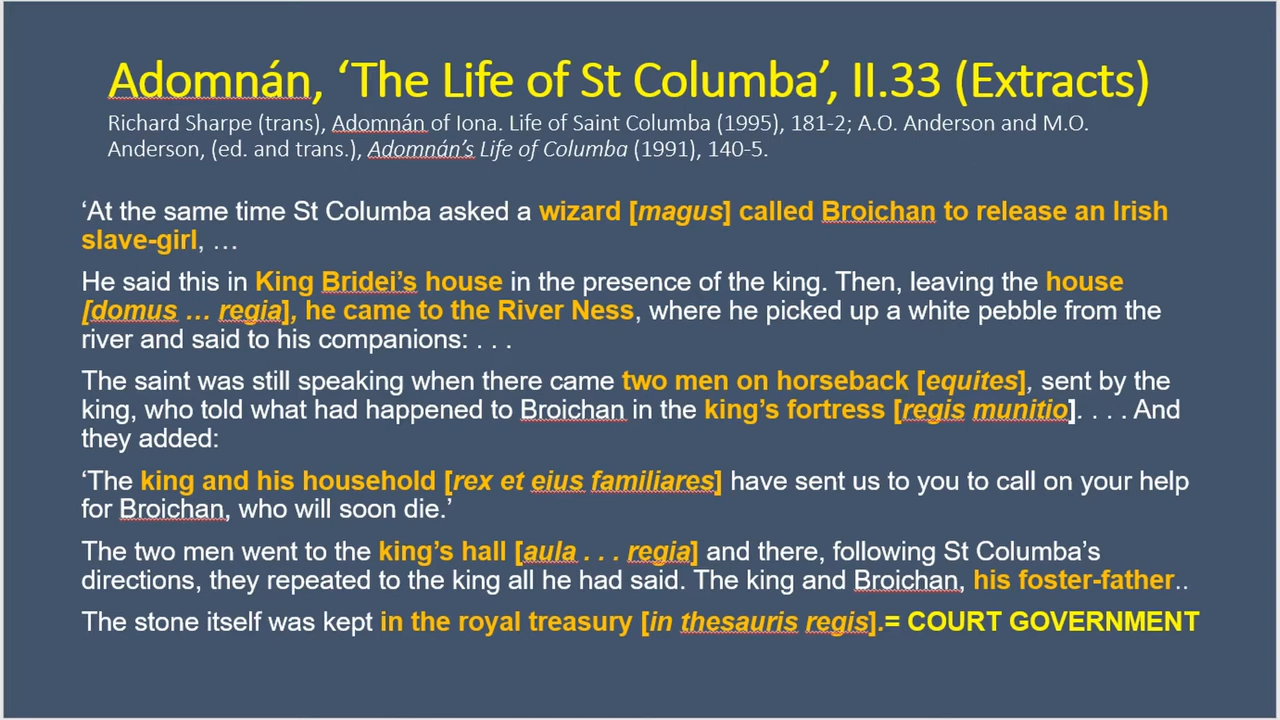 Adomnán, ‘The Life of St Columba’, II.33 (Extracts)
Richard Sharpe (trans), Adomnán of Iona. Life of Saint Columba (1995), 181-2; A.O. Anderson and M.O.
Anderson, (ed. and trans.), Adomnán’s Life of Columba (1991), 140-5.
‘At the same time St Columba asked a wizard [magus] called Broichan to release an Irish
slave-girl, …
He said this in King Bridei’s house in the presence of the king. Then, leaving the house
[domus … regia], he came to the River Ness, where he picked up a white pebble from the
river and said to his companions: . . .
The saint was still speaking when there came two men on horseback [equites], sent by the
king, who told what had happened to Broichan in the king’s fortress [regis munitio]. . . . And
they added:
‘The king and his household [rex et eius familiares] have sent us to you to call on your help
for Broichan, who will soon die.’
The two men went to the king’s hall [aula . . . regia] and there, following St Columba’s
directions, they repeated to the king all he had said. The king and Broichan, his foster-father..
The stone itself was kept in the royal treasury [in thesauris regis].= COURT GOVERNMENT